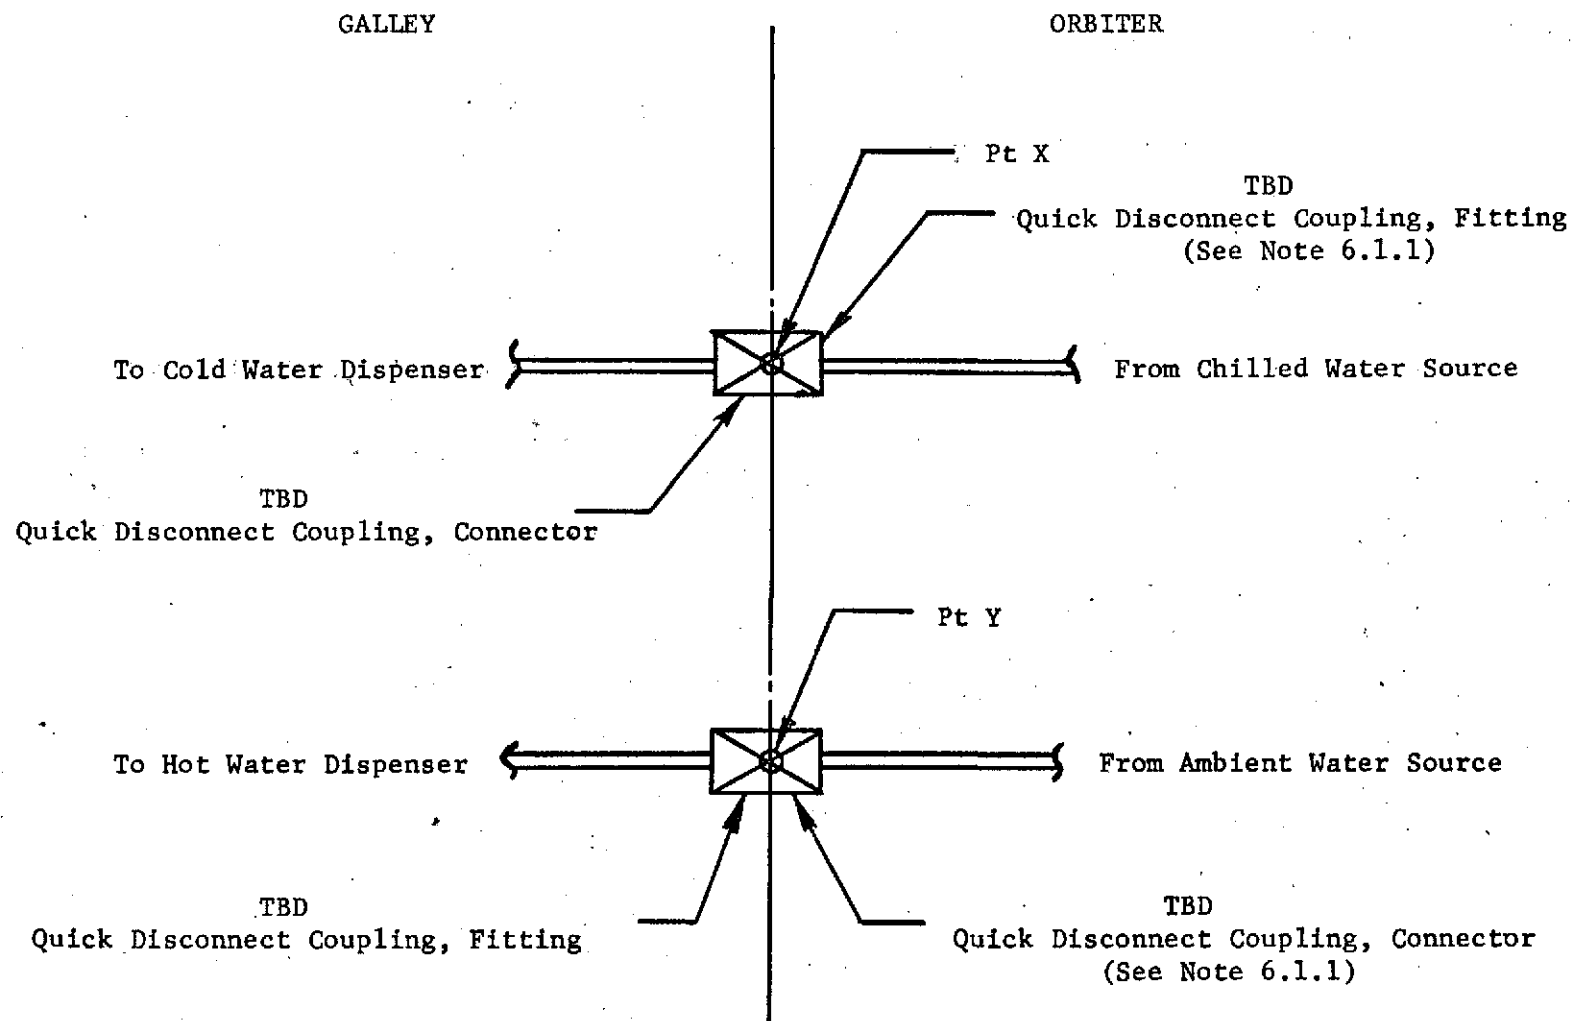 GALLEY
ORBITER
Pt X
TBD
Quick Disconnect Coupling, Fitting
(See Note 6.1.1)
To Cold Water Dispenser
From Chilled Water Source
TBD
Quick Disconnect Coupling, Connector
Pt Y
To Hot Water Dispenser
From Ambient Water Source
TBD
Quick Disconnect Coupling, Fitting
TBD
Quick Disconnect Coupling, Connector
(See Note 6.1.1)